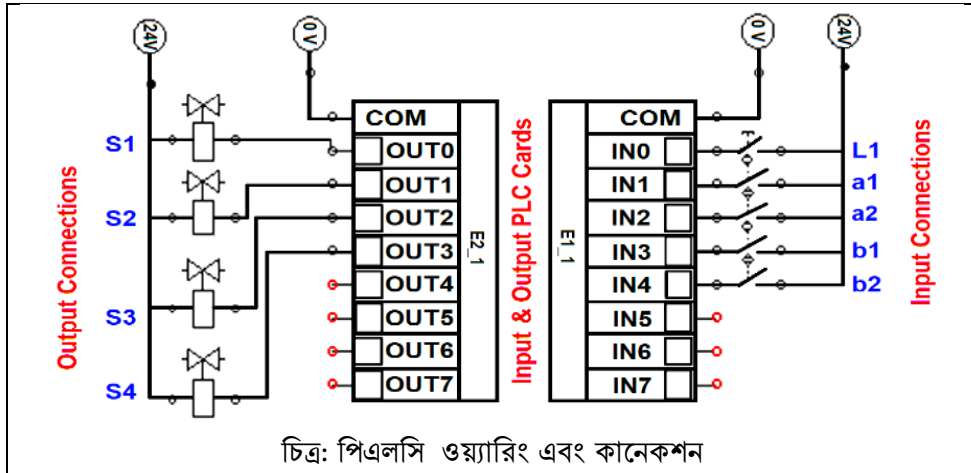 24V
0 V
0 V
24V
Output Connections
S1
S2
S3
S4
COM
OUT0
OUT1
OUT2
OUT3
OUT4
OUT5
OUT6
OUT7
E2_1
Input & Output PLC Cards
E1_1
COM
IN0
IN1
IN2
IN3
IN4
IN5
IN6
IN7
L1
a1
a2
b1
b2
Input Connections
চিত্র: পিএলসি ওয়্যারিং এবং কানেকশন